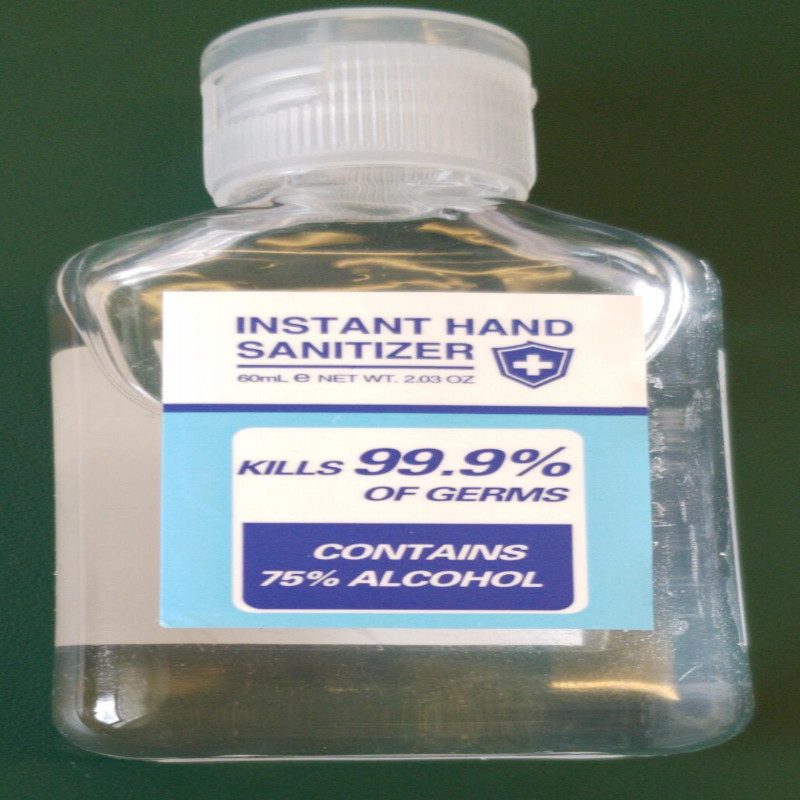 INSTANT HAND
SANITIZER
60mL e NET WT. 2.03 OZ
KILLS 99.9%
OF GERMS
CONTAINS
75% ALCOHOL